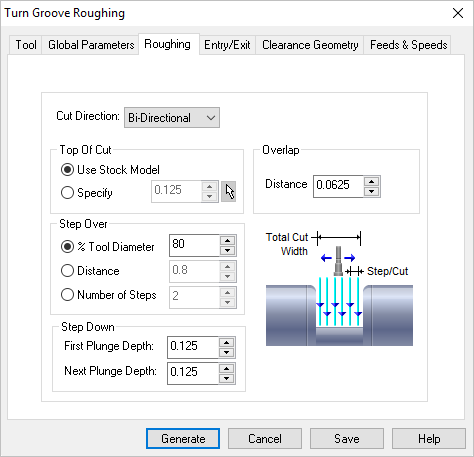 Turn Groove Roughing
Tool Global Parameters Roughing Entry/Exit Clearance Geometry Feeds & Speeds
Cut Direction: Bi-Directional
Top Of Cut
Use Stock Model
Specify 0.125
Overlap
Distance 0.0625
Step Over
% Tool Diameter 80
Distance 0.8
Number of Steps 2
Total Cut
Width
Step/Cut
Step Down
First Plunge Depth: 0.125
Next Plunge Depth: 0.125
Generate Cancel Save Help